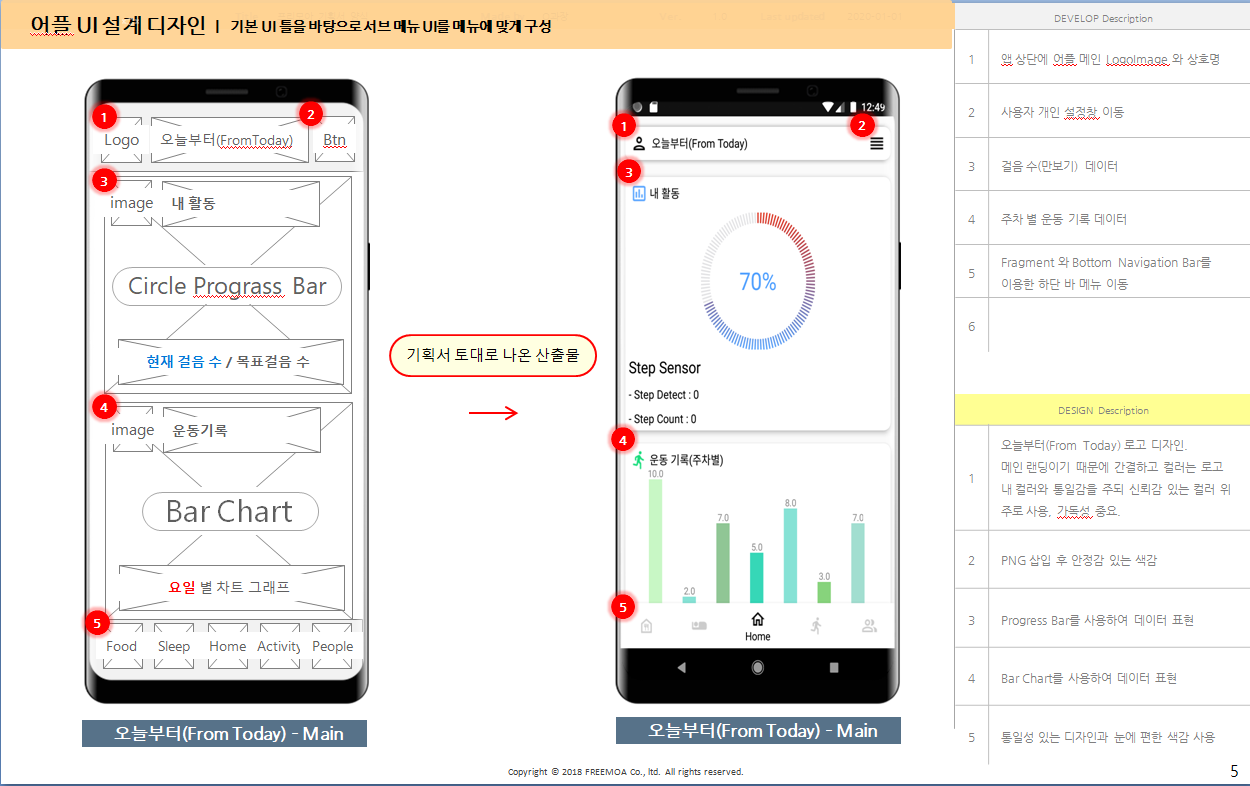 어플 UI 설계 디자인 ㅣ 기본 UI 틀을 바탕으로 서브 메뉴 UI를 메뉴에 맞게 구성
1
2
Logo
오늘부터(FromToday)
Btn
3
image
내 활동
Circle Prograss Bar
현재 걸음 수 / 목표걸음 수
4
image
운동기록
Bar Chart
요일 별 차트 그래프
5
Food
Sleep
Home
Activity
People
오늘부터(From Today) – Main
기획서 토대로 나온 산출물
12:49
1
2
오늘부터(From Today)
3
내 활동
70%
Step Sensor
- Step Detect : 0
- Step Count : 0
4
운동 기록(주차별)
10.0
2.0
7.0
5.0
8.0
3.0
7.0
5
Home
오늘부터(From Today) – Main
DEVELOP Description
1
앱 상단에 어플 메인 LogoImage 와 상호명
2
사용자 개인 설정창 이동
3
걸음 수(만보기) 데이터
4
주차 별 운동 기록 데이터
5
Fragment 와 Bottom Navigation Bar를
이용한 하단 바 메뉴 이동
6
DESIGN Description
1
오늘부터(From Today) 로고 디자인.
메인 랜딩이기 때문에 간결하고 컬러는 로고
내 컬러와 통일감을 주되 신뢰감 있는 컬러 위
주로 사용, 가독성 중요.
2
PNG 삽입 후 안정감 있는 색감
3
Progress Bar를 사용하여 데이터 표현
4
Bar Chart를 사용하여 데이터 표현
5
통일성 있는 디자인과 눈에 편한 색감 사용
Copyright © 2018 FREEMOA Co., ltd. All rights reserved.
5